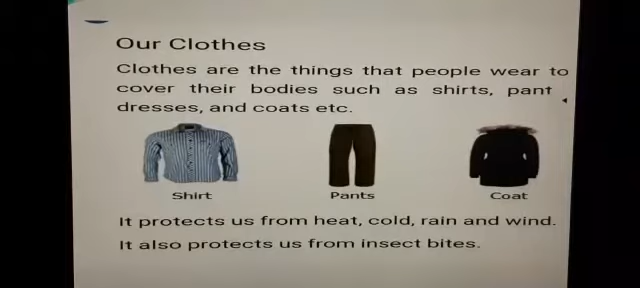 Our Clothes
Clothes are the things that people wear to
cover their bodies such as shirts, pant
dresses, and coats etc.
Shirt Pants Coat
It protects us from heat, cold, rain and wind.
It also protects us from insect bites.